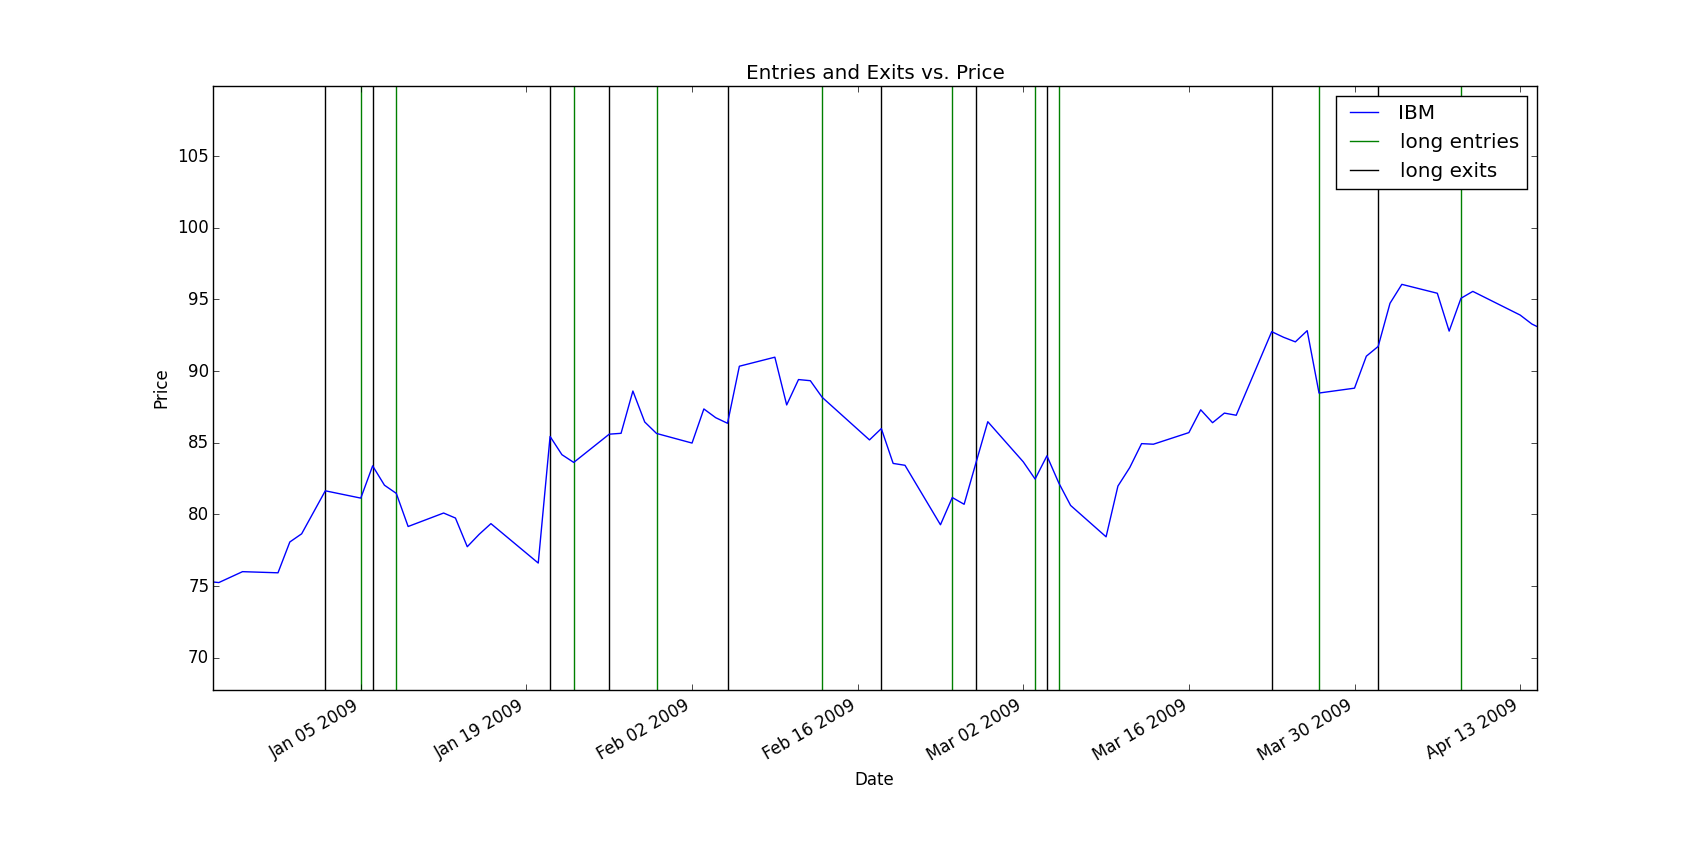 Entries and Exits vs. Price
IBM
long entries
long exits
105
100
95
90
85
80
75
70
Price
Jan 05 2009
Jan 19 2009
Feb 02 2009
Feb 16 2009
Mar 02 2009
Mar 16 2009
Mar 30 2009
Apr 13 2009
Date